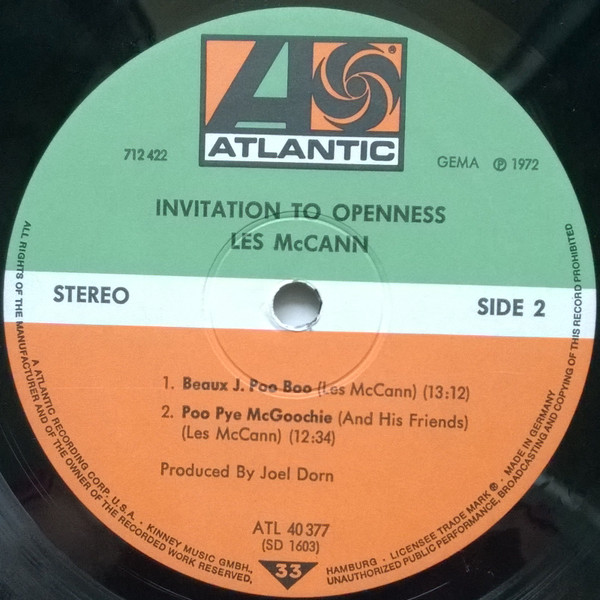 ATLANTIC
®
712 422
GEMA ℗ 1972
INVITATION TO OPENNESS
LES McCANN
STEREO
SIDE 2
1. Beaux J. Poo Boo (Les McCann) (13:12)
2. Poo Pye McGoochie (And His Friends)
(Les McCann) (12:34)
Produced By Joel Dorn
ATL 40 377
(SD 1603)
33
ALL RIGHTS OF THE MANUFACTURER AND OF THE OWNER OF THE RECORDED WORK RESERVED.
A ATLANTIC RECORDING CORP. U.S.A. · KINNEY MUSIC GMBH., HAMBURG · LICENSEE TRADE MARK ® · MADE IN GERMANY
UNAUTHORIZED PUBLIC PERFORMANCE, BROADCASTING AND COPYING OF THIS RECORD PROHIBITED